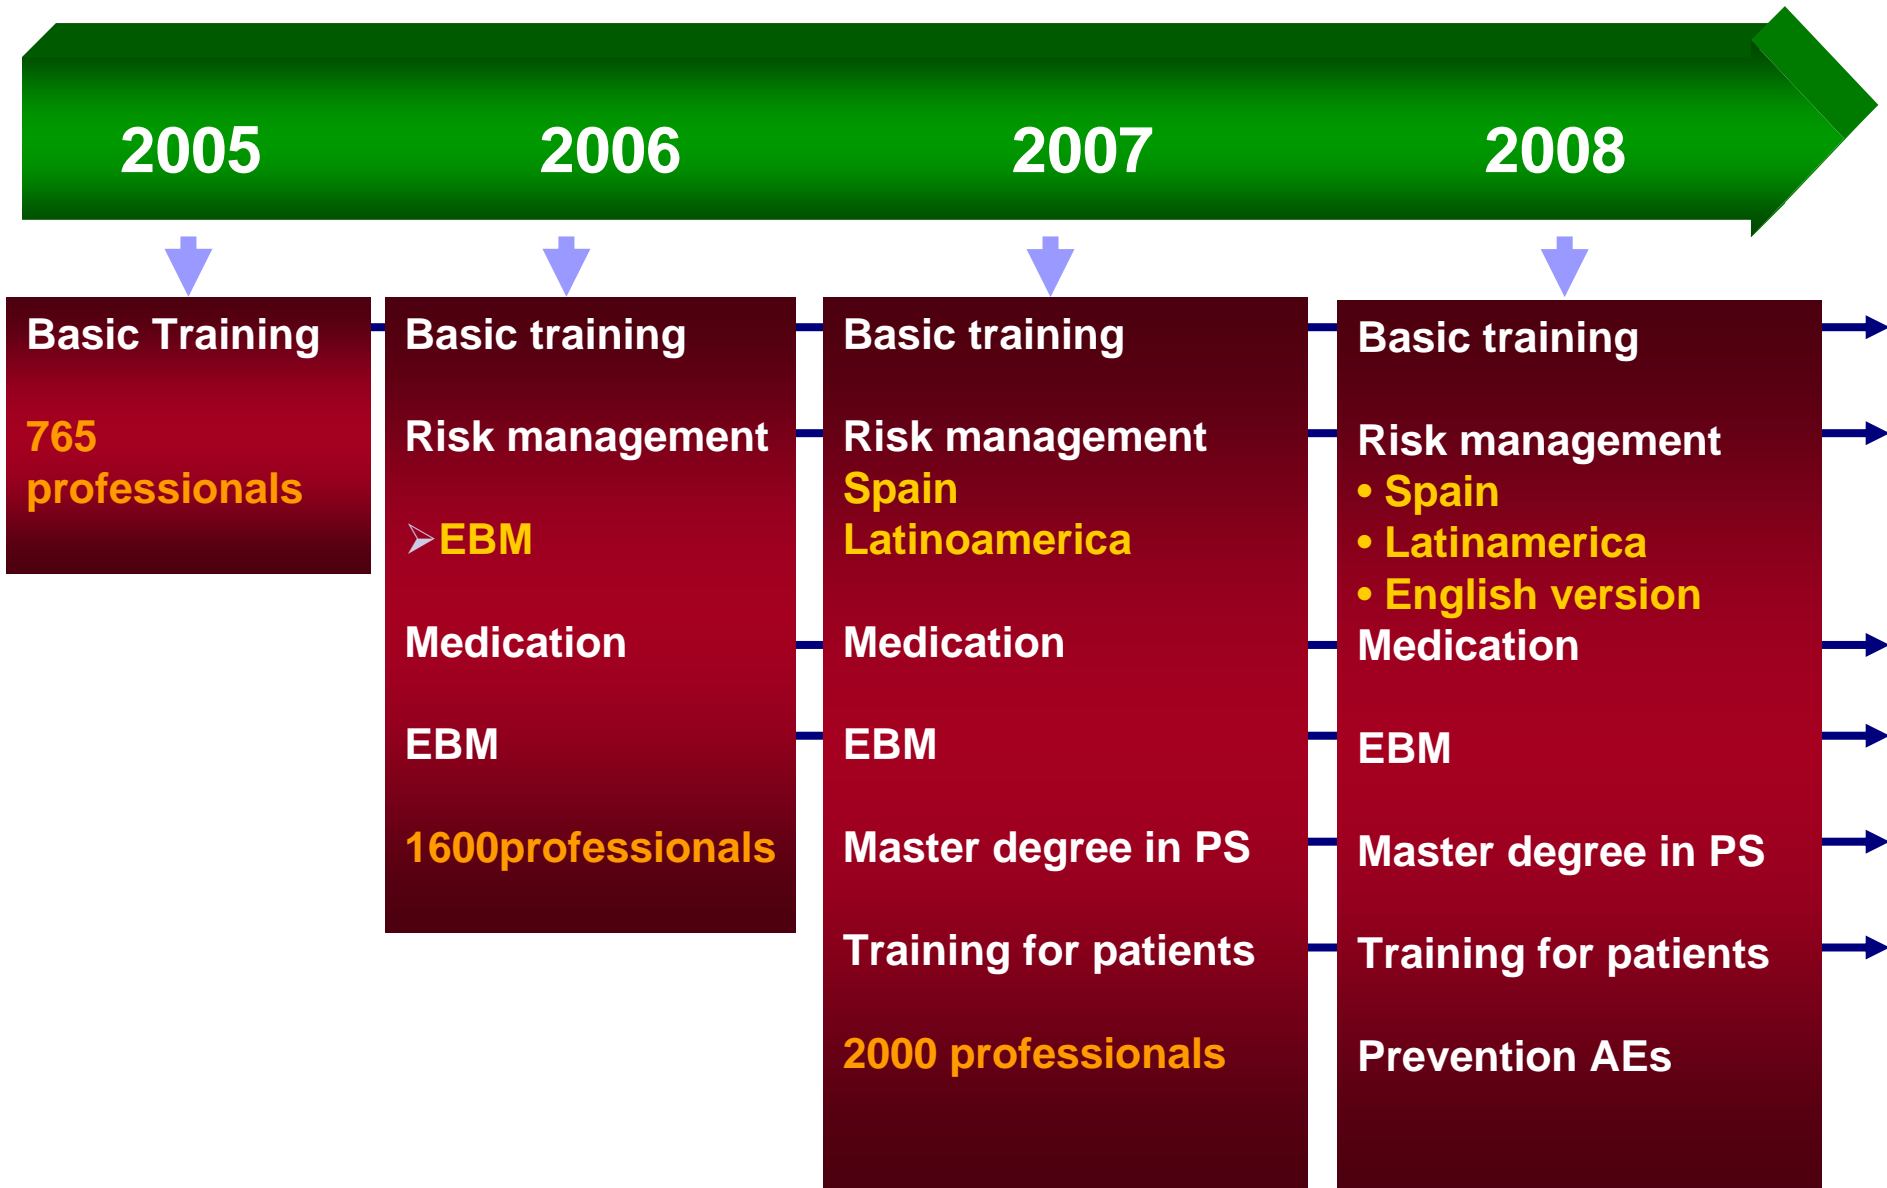 2005
2006
2007
2008
Basic Training
765
professionals
Basic training
Risk management
➢EBM
Medication
EBM
1600professionals
Basic training
Risk management
Spain
Latinoamerica
Medication
EBM
Master degree in PS
Training for patients
2000 professionals
Basic training
Risk management
• Spain
• Latinamerica
• English version
Medication
EBM
Master degree in PS
Training for patients
Prevention AEs